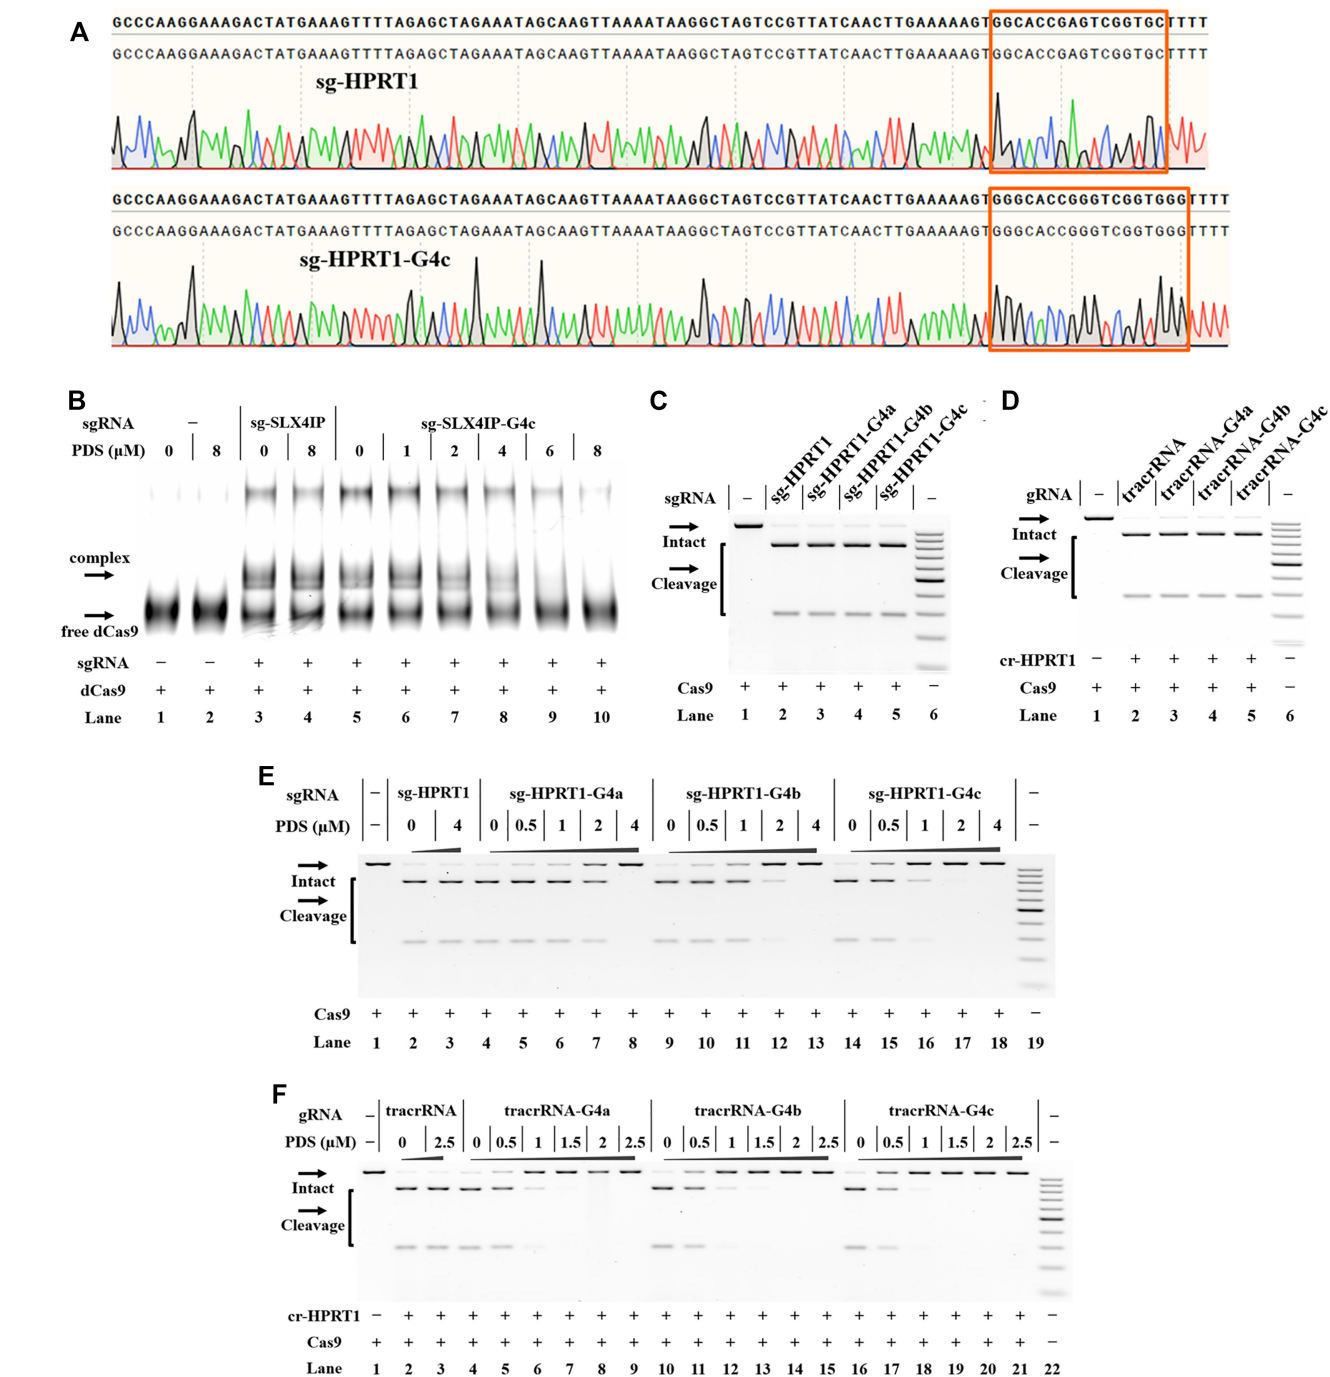 A
GCCCAAGGAAAGACTATGAAAGTTTTAGAGCTAGAAATAGCAAGTTAAAATAAGGCTAGTCCGTTATCAACTTGAAAAAGTGGCACCGAGTCGGTGCTTTT
GCCCAAGGAAAGACTATGAAAGTTTTAGAGCTAGAAATAGCAAGTTAAAATAAGGCTAGTCCGTTATCAACTTGAAAAAGTGGCACCGAGTCGGTGCTTTT
sg-HPRT1
GCCCAAGGAAAGACTATGAAAGTTTTAGAGCTAGAAATAGCAAGTTAAAATAAGGCTAGTCCGTTATCAACTTGAAAAAGTGGGCACCGGGTCGGTGGGTTTT
GCCCAAGGAAAGACTATGAAAGTTTTAGAGCTAGAAATAGCAAGTTAAAATAAGGCTAGTCCGTTATCAACTTGAAAAAGTGGGCACCGGGTCGGTGGGTTTT
sg-HPRT1-G4c
B
sgRNA – sg-SLX4IP sg-SLX4IP-G4c
PDS (μM) 0 8 0 8 0 1 2 4 6 8
complex
free dCas9
sgRNA – – + + + + + + + +
dCas9 + + + + + + + + + +
Lane 1 2 3 4 5 6 7 8 9 10
C
sgRNA – sg-HPRT1 sg-HPRT1-G4a sg-HPRT1-G4b sg-HPRT1-G4c –
Intact
Cleavage
Cas9 + + + + + –
Lane 1 2 3 4 5 6
D
gRNA – tracrRNA tracrRNA-G4a tracrRNA-G4b tracrRNA-G4c –
Intact
Cleavage
cr-HPRT1 – + + + + –
Cas9 + + + + + –
Lane 1 2 3 4 5 6
E
sgRNA – sg-HPRT1 sg-HPRT1-G4a sg-HPRT1-G4b sg-HPRT1-G4c –
PDS (μM) – 0 4 0 0.5 1 2 4 0 0.5 1 2 4 0 0.5 1 2 4 –
Intact
Cleavage
Cas9 + + + + + + + + + + + + + + + + + + –
Lane 1 2 3 4 5 6 7 8 9 10 11 12 13 14 15 16 17 18 19
F
gRNA – tracrRNA tracrRNA-G4a tracrRNA-G4b tracrRNA-G4c –
PDS (μM) – 0 2.5 0 0.5 1 1.5 2 2.5 0 0.5 1 1.5 2 2.5 0 0.5 1 1.5 2 2.5 –
Intact
Cleavage
cr-HPRT1 – + + + + + + + + + + + + + + + + + + + + –
Cas9 + + + + + + + + + + + + + + + + + + + + + –
Lane 1 2 3 4 5 6 7 8 9 10 11 12 13 14 15 16 17 18 19 20 21 22